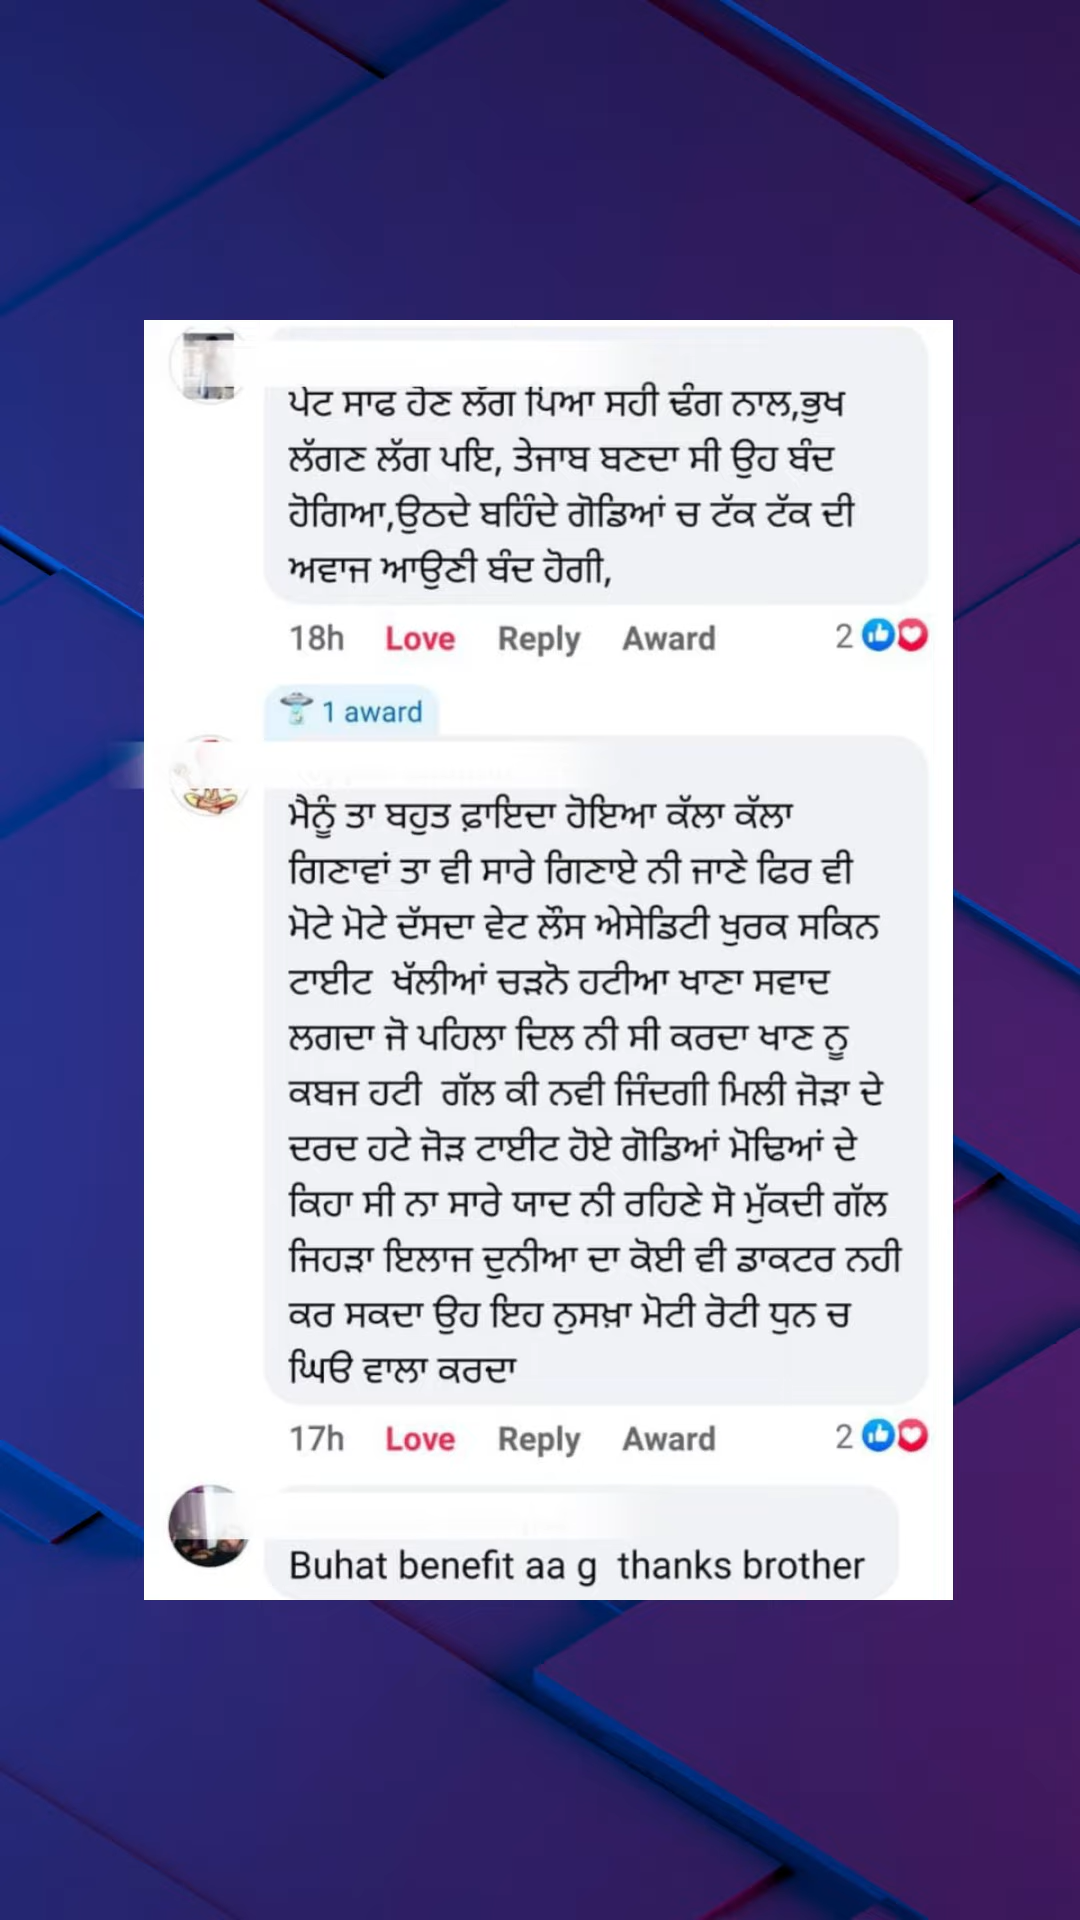 ਪੇਟ ਸਾਫ ਹੋਣ ਲੱਗ ਪਿਆ ਸਹੀ ਢੰਗ ਨਾਲ,ਭੁਖ
ਲੱਗਣ ਲੱਗ ਪਇ, ਤੇਜਾਬ ਬਣਦਾ ਸੀ ਉਹ ਬੰਦ
ਹੋਗਿਆ,ਉਠਦੇ ਬਹਿੰਦੇ ਗੋਡਿਆਂ ਚ ਟੱਕ ਟੱਕ ਦੀ
ਅਵਾਜ ਆਉਣੀ ਬੰਦ ਹੋਗੀ,
18h Love Reply Award 2
1 award
ਮੈਨੂੰ ਤਾ ਬਹੁਤ ਫ਼ਾਇਦਾ ਹੋਇਆ ਕੱਲਾ ਕੱਲਾ
ਗਿਣਾਵਾਂ ਤਾ ਵੀ ਸਾਰੇ ਗਿਣਾਏ ਨੀ ਜਾਣੇ ਫਿਰ ਵੀ
ਮੋਟੇ ਮੋਟੇ ਦੱਸਦਾ ਵੇਟ ਲੌਸ ਐਸੇਡਿਟੀ ਖੁਰਕ ਸਕਿਨ
ਟਾਈਟ ਖੱਲੀਆਂ ਚੜਨੋ ਹਟੀਆ ਖਾਣਾ ਸਵਾਦ
ਲਗਦਾ ਜੋ ਪਹਿਲਾ ਦਿਲ ਨੀ ਸੀ ਕਰਦਾ ਖਾਣ ਨੂ
ਕਬਜ ਹਟੀ ਗੱਲ ਕੀ ਨਵੀ ਜਿੰਦਗੀ ਮਿਲੀ ਜੋੜਾ ਦੇ
ਦਰਦ ਹਟੇ ਜੋੜ ਟਾਈਟ ਹੋਏ ਗੋਡਿਆਂ ਮੋਢਿਆਂ ਦੇ
ਕਿਹਾ ਸੀ ਨਾ ਸਾਰੇ ਯਾਦ ਨੀ ਰਹਿਣੇ ਸੋ ਮੁੱਕਦੀ ਗੱਲ
ਜਿਹੜਾ ਇਲਾਜ ਦੁਨੀਆ ਦਾ ਕੋਈ ਵੀ ਡਾਕਟਰ ਨਹੀ
ਕਰ ਸਕਦਾ ਉਹ ਇਹ ਨੁਸਖ਼ਾ ਮੋਟੀ ਰੋਟੀ ਧੁਨ ਚ
ਘਿਓ ਵਾਲਾ ਕਰਦਾ
17h Love Reply Award 2
Buhat benefit aa g thanks brother